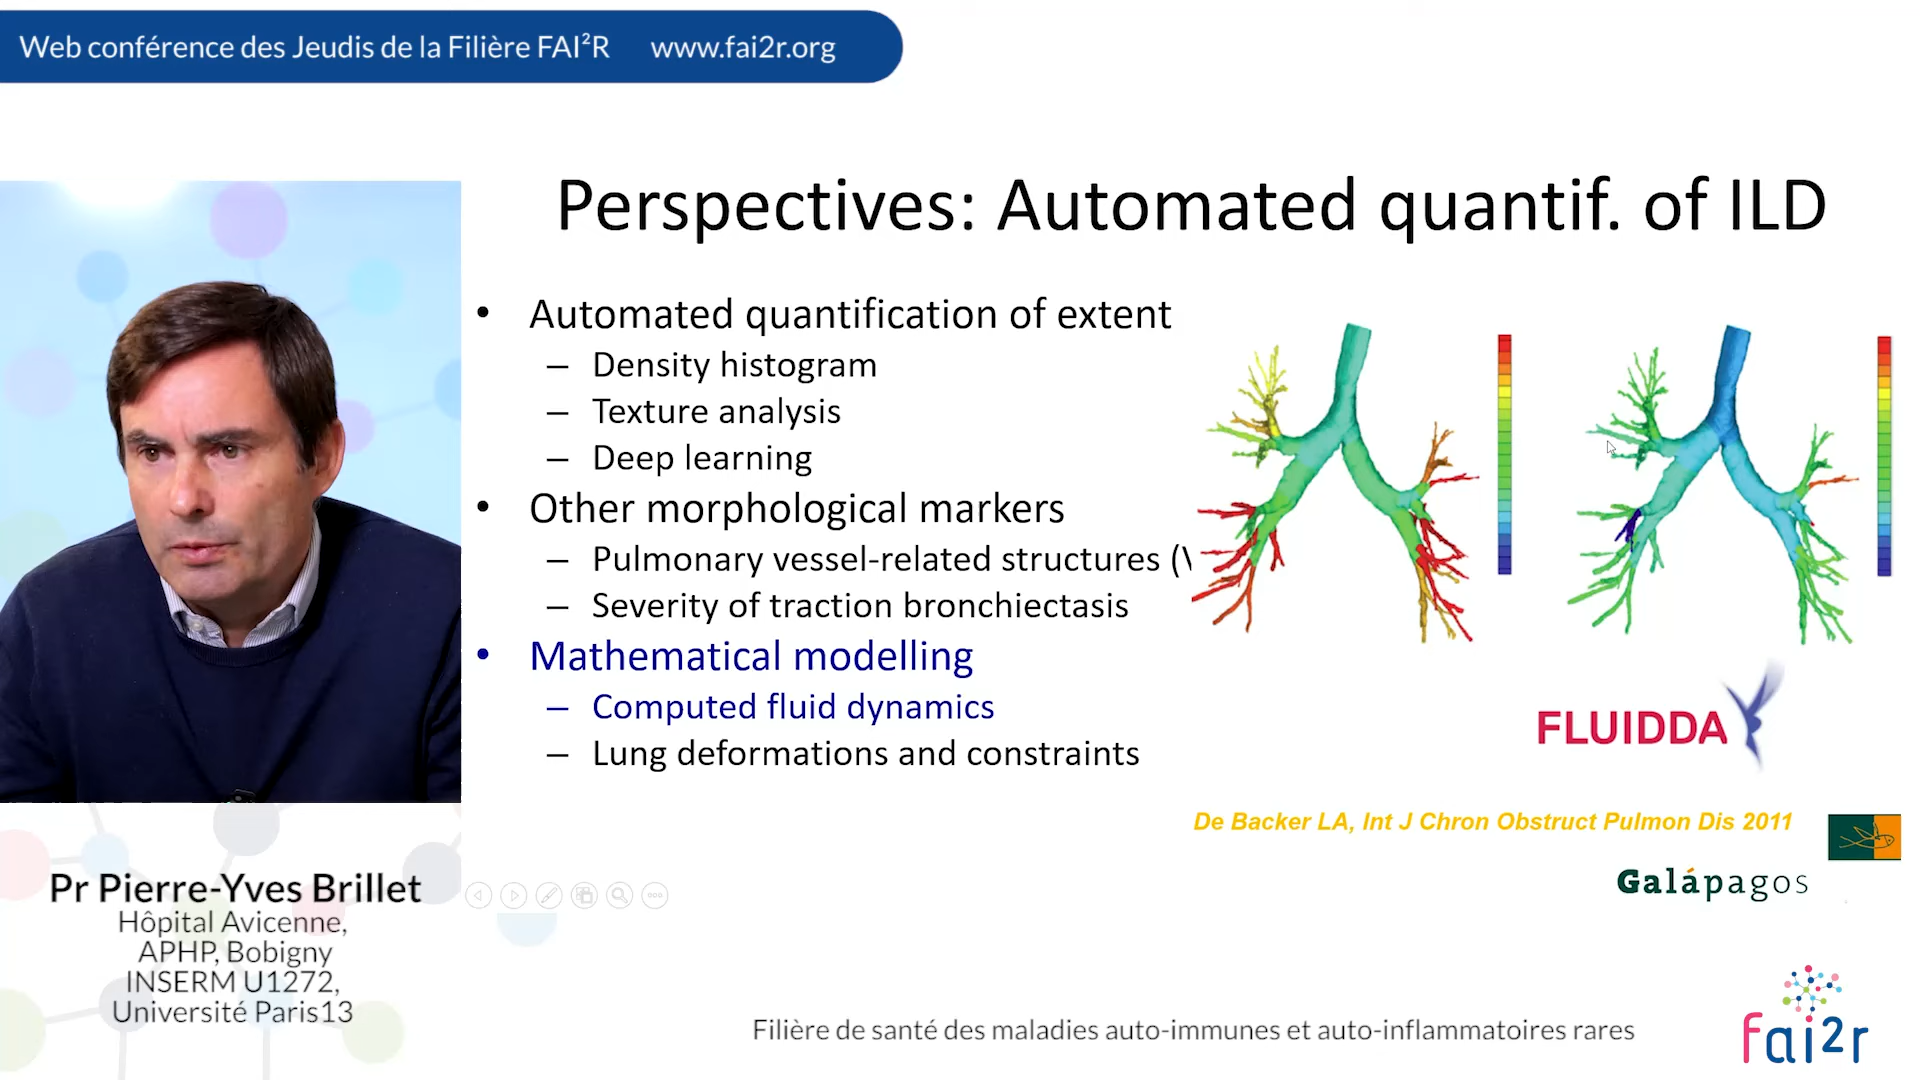 Web conférence des Jeudis de la Filière FAI²R www.fai2r.org
Perspectives: Automated quantif. of ILD
• Automated quantification of extent
– Density histogram
– Texture analysis
– Deep learning
• Other morphological markers
– Pulmonary vessel-related structures (
– Severity of traction bronchiectasis
• Mathematical modelling
– Computed fluid dynamics
– Lung deformations and constraints
FLUIDDA
De Backer LA, Int J Chron Obstruct Pulmon Dis 2011
Galápagos
Pr Pierre-Yves Brillet
Hôpital Avicenne,
APHP, Bobigny
INSERM U1272,
Université Paris13
Filière de santé des maladies auto-immunes et auto-inflammatoires rares
fai2r